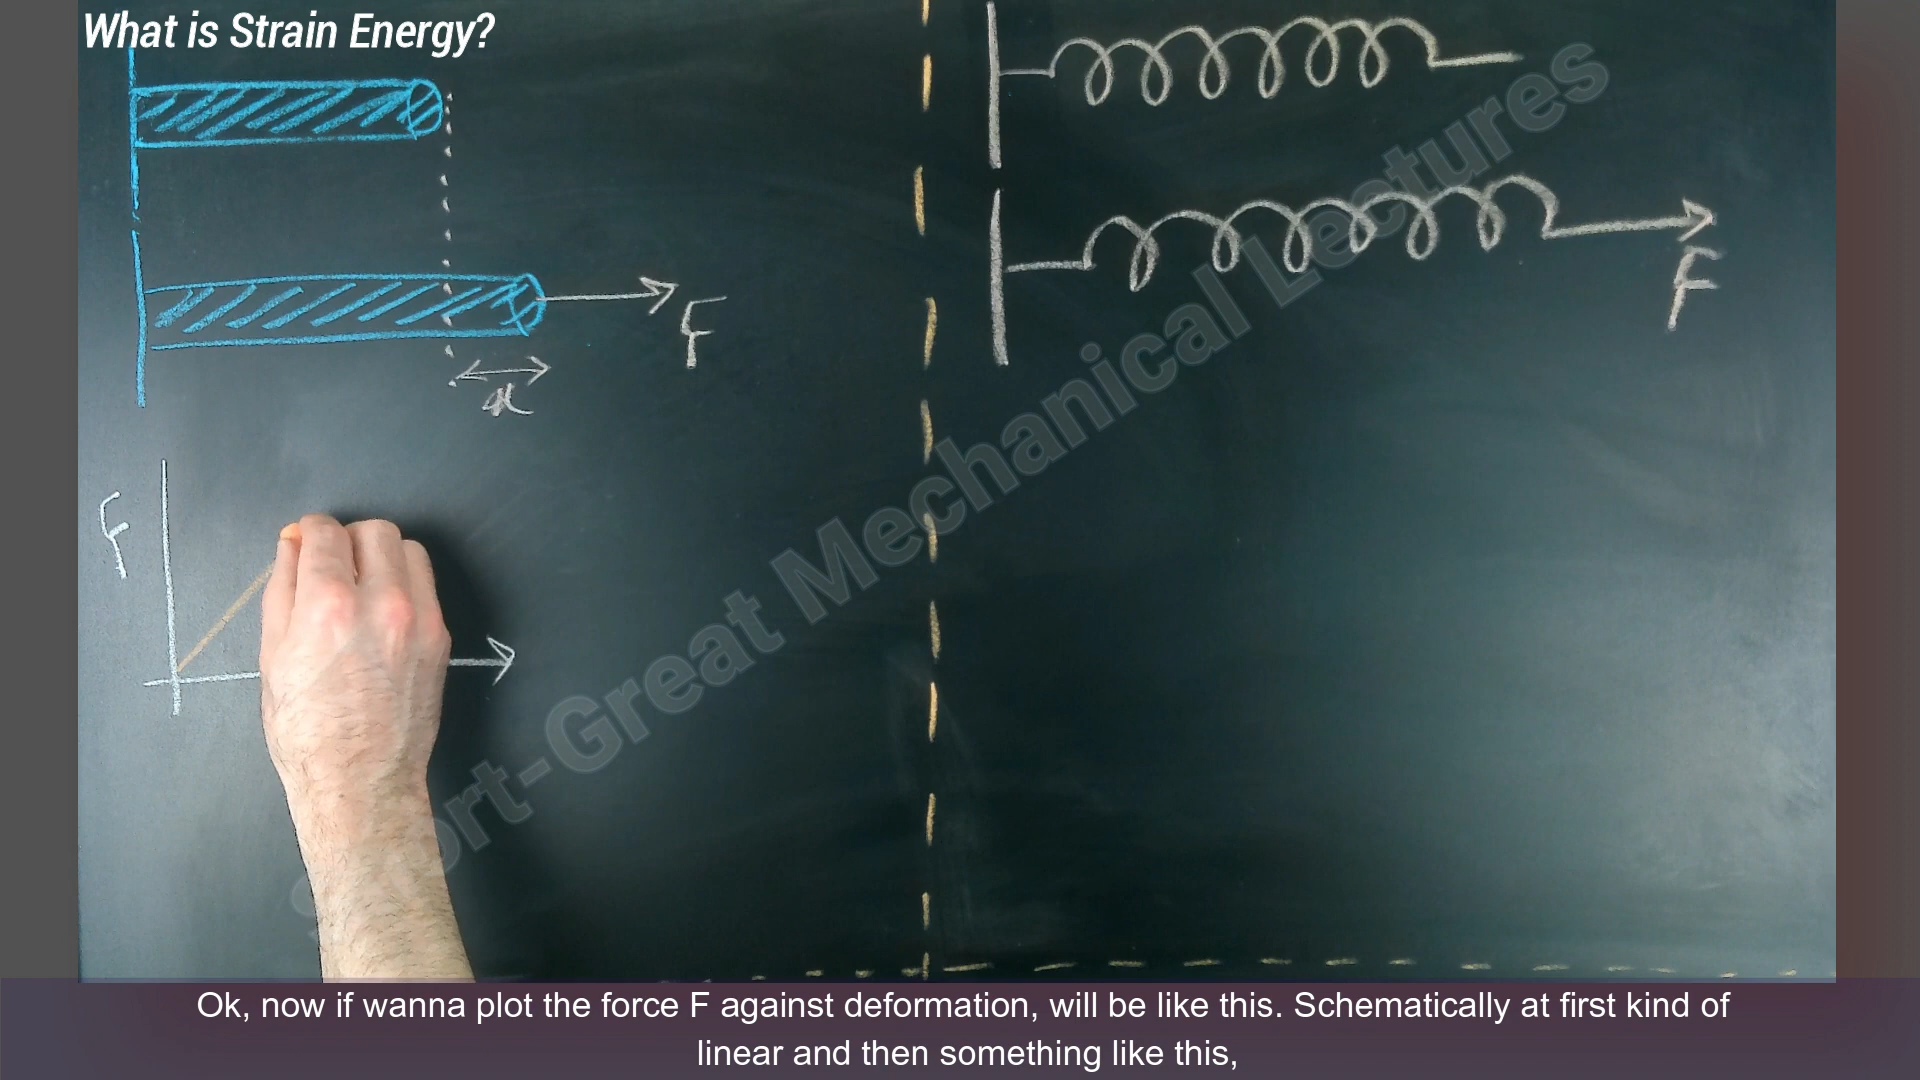 What is Strain Energy?
F
F
x
F
Short-Great Mechanical Lectures
Ok, now if wanna plot the force F against deformation, will be like this. Schematically at first kind of
linear and then something like this,